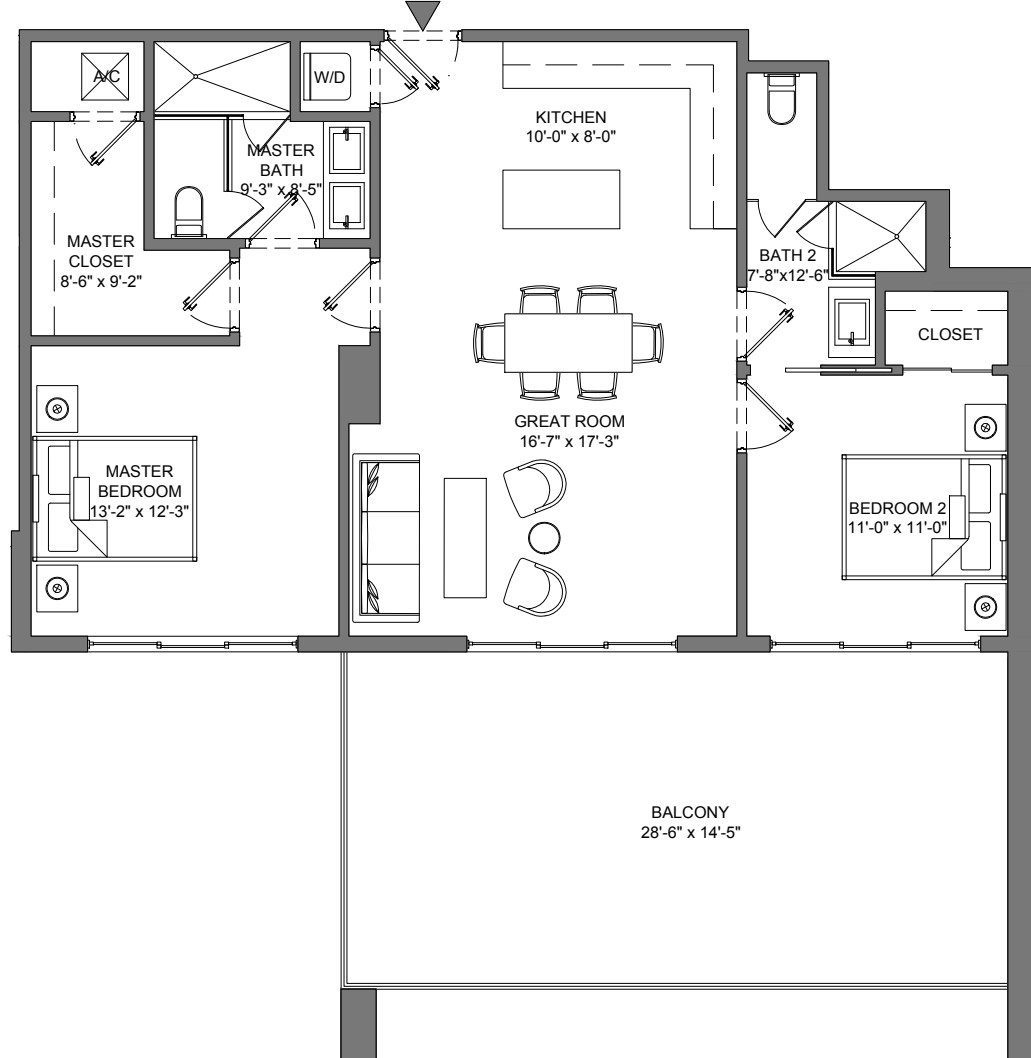 A/C
W/D
KITCHEN
10'-0" x 8'-0"
MASTER
BATH
9'-3" x 8'-5"
MASTER
CLOSET
8'-6" x 9'-2"
BATH 2
7'-8"x12'-6"
CLOSET
GREAT ROOM
16'-7" x 17'-3"
MASTER
BEDROOM
13'-2" x 12'-3"
BEDROOM 2
11'-0" x 11'-0"
BALCONY
28'-6" x 14'-5"